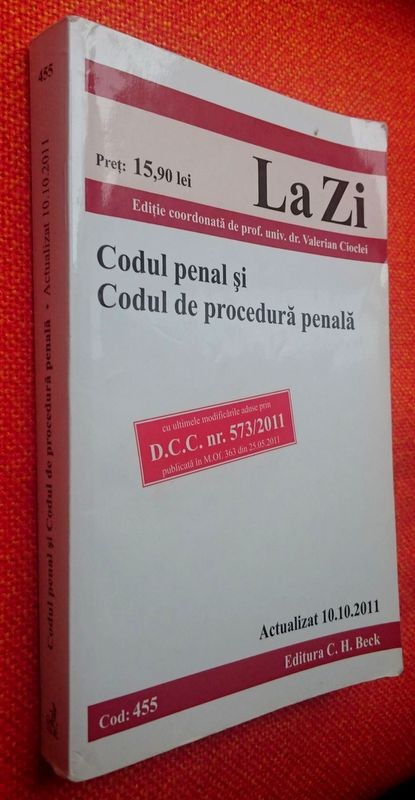 Preț: 15,90 lei
La Zi
Ediție coordonată de prof. univ. dr. Valerian Cioclei
Codul penal și
Codul de procedură penală
cu ultimele modificările aduse prin
D.C.C. nr. 573/2011
publicată în M.Of. 363 din 25.05.2011
Actualizat 10.10.2011
Editura C. H. Beck
Cod: 455
455
Codul penal și Codul de procedură penală • Actualizat 10.10.2011